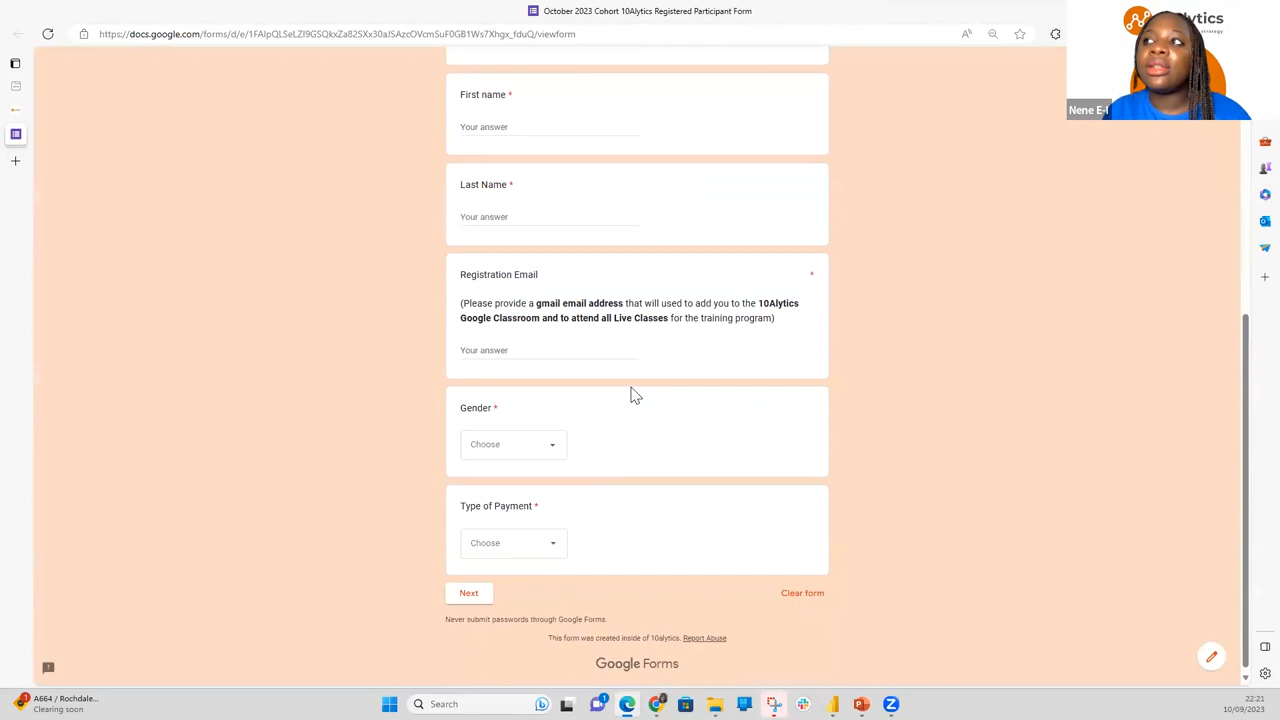 October 2023 Cohort 10Alytics Registered Participant Form
https://docs.google.com/forms/d/e/1FAIpQLSeLZI9GSQkxZa82SXx30aJSAzcOVcmSuF0GB1Ws7Xhgx_fduQ/viewform
lytics
trategy
Nene E-I
First name *
Your answer
Last Name *
Your answer
Registration Email *
(Please provide a gmail email address that will used to add you to the 10Alytics
Google Classroom and to attend all Live Classes for the training program)
Your answer
Gender *
Choose
Type of Payment *
Choose
Next
Clear form
Never submit passwords through Google Forms.
This form was created inside of 10alytics. Report Abuse
Google Forms
A664 / Rochdale...
Clearing soon
Search
22:21
10/09/2023